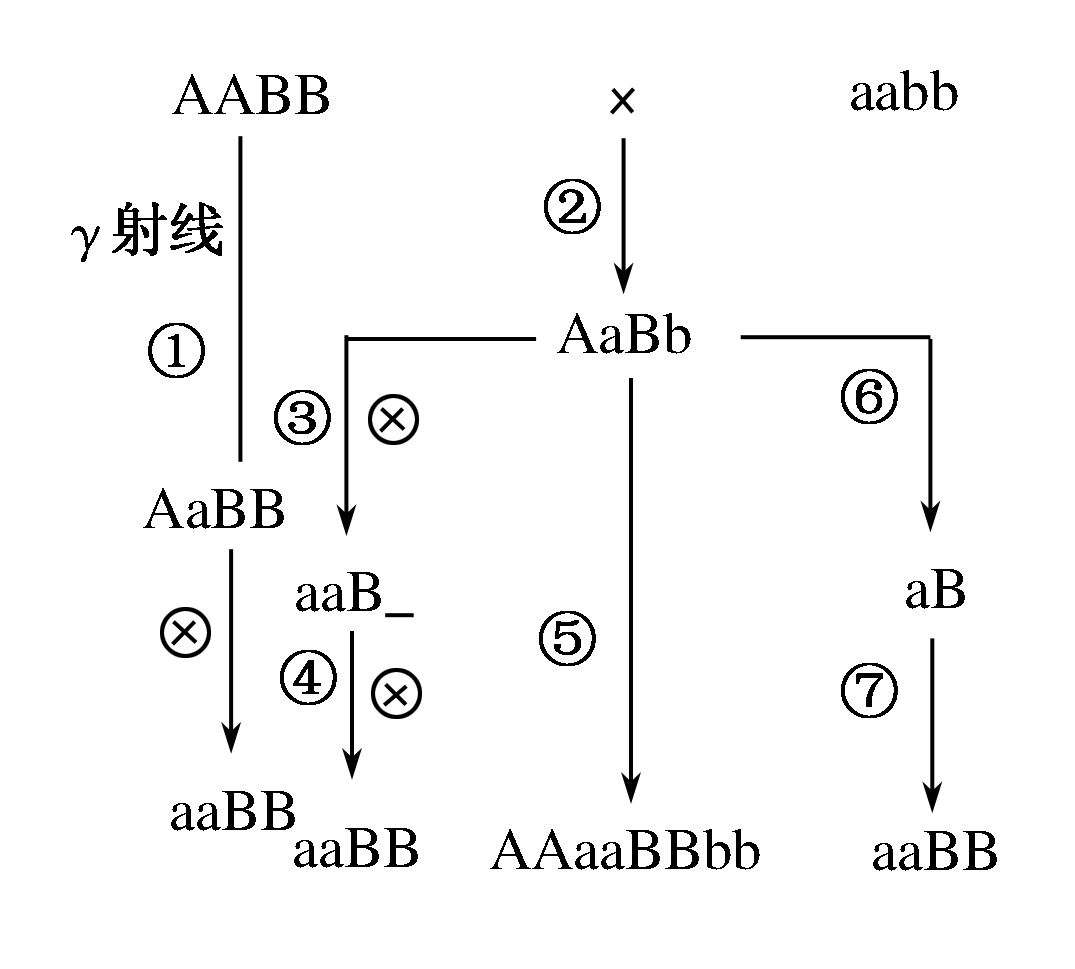 AABB × aabb
γ射线 ②
①
AaBb
③ ⊗ ⑥
AaBB
aaB_ aB
⊗ ④ ⊗ ⑤ ⑦
aaBB
aaBB AAaaBBbb aaBB